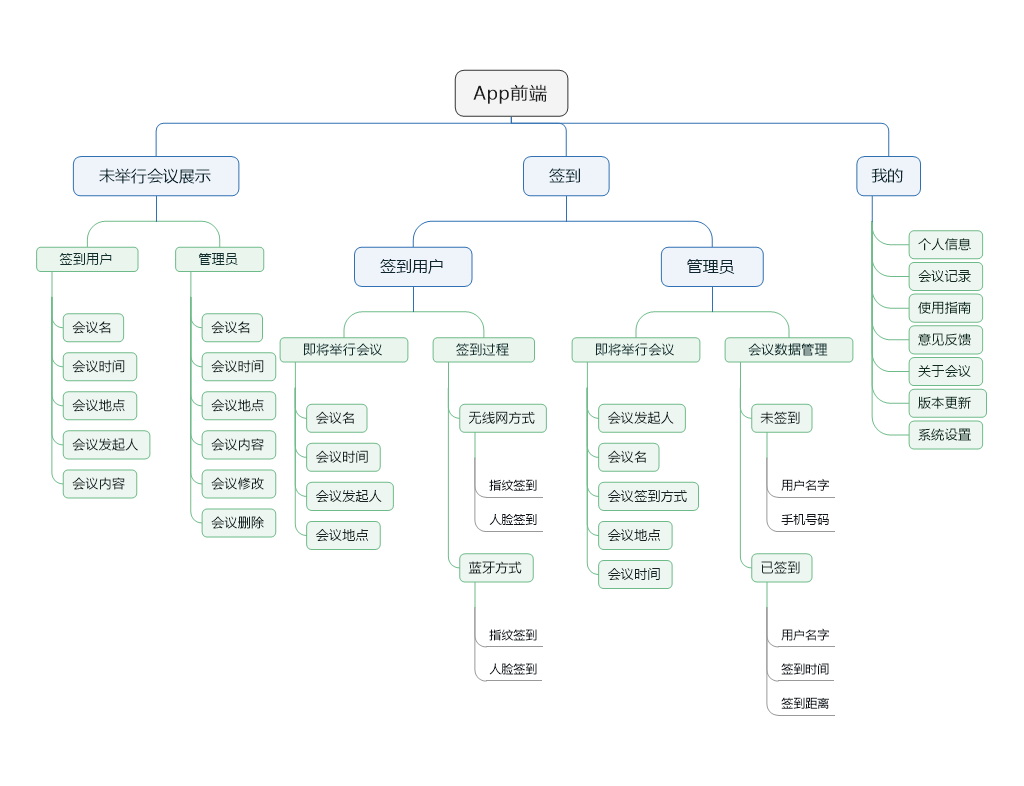 App前端
未举行会议展示
签到
我的
签到用户
管理员
会议名
会议时间
会议地点
会议发起人
会议内容
会议名
会议时间
会议地点
会议内容
会议修改
会议删除
签到用户
管理员
即将举行会议
签到过程
会议名
会议时间
会议发起人
会议地点
无线网方式
指纹签到
人脸签到
蓝牙方式
指纹签到
人脸签到
即将举行会议
会议数据管理
会议发起人
会议名
会议签到方式
会议地点
会议时间
未签到
用户名字
手机号码
已签到
用户名字
签到时间
签到距离
个人信息
会议记录
使用指南
意见反馈
关于会议
版本更新
系统设置